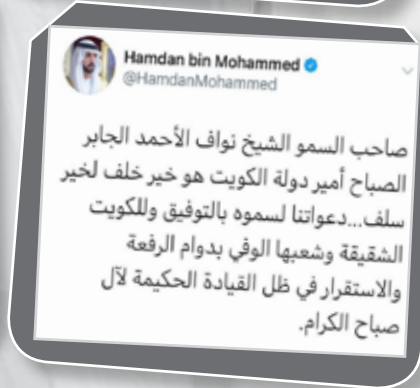 Hamdan bin Mohammed
@HamdanMohammed
صاحب السمو الشيخ نواف الأحمد الجابر
الصباح أمير دولة الكويت هو خير خلف لخير
سلف...دعواتنا لسموه بالتوفيق وللكويت
الشقيقة وشعبها الوفي بدوام الرفعة
والاستقرار في ظل القيادة الحكيمة لآل
صباح الكرام.